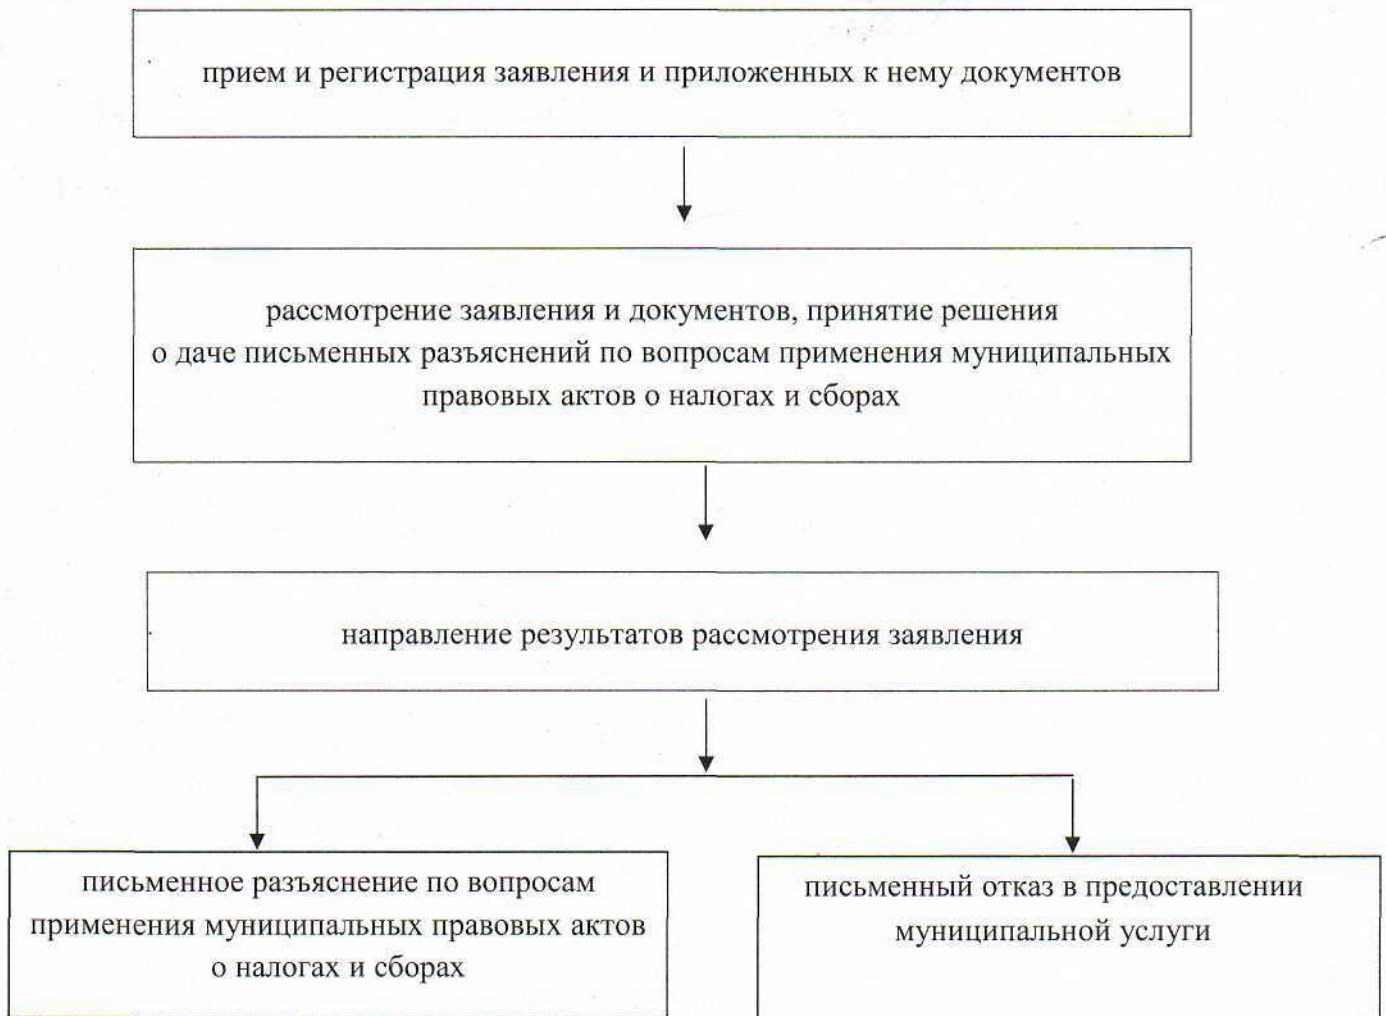 прием и регистрация заявления и приложенных к нему документов
рассмотрение заявления и документов, принятие решения
о даче письменных разъяснений по вопросам применения муниципальных
правовых актов о налогах и сборах
направление результатов рассмотрения заявления
письменное разъяснение по вопросам
применения муниципальных правовых актов
о налогах и сборах
письменный отказ в предоставлении
муниципальной услуги